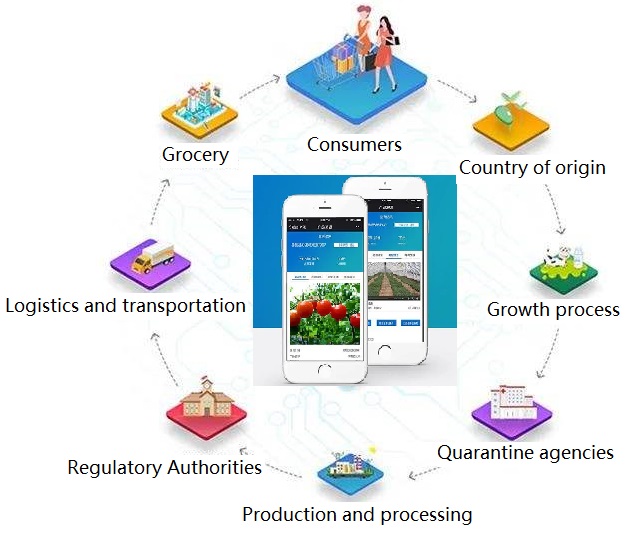 Consumers
Grocery
Country of origin
Logistics and transportation
Growth process
Quarantine agencies
Regulatory Authorities
Production and processing